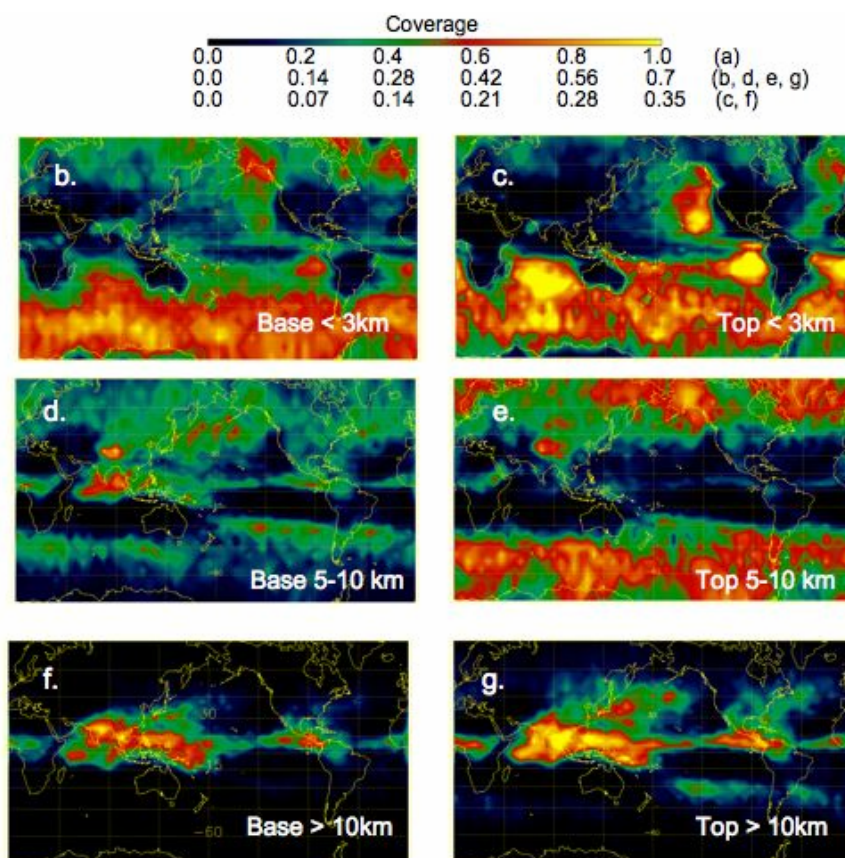 Coverage
0.0 0.2 0.4 0.6 0.8 1.0 (a)
0.0 0.14 0.28 0.42 0.56 0.7 (b, d, e, g)
0.0 0.07 0.14 0.21 0.28 0.35 (c, f)
b. c.
Base < 3km Top < 3km
d. e.
Base 5-10 km Top 5-10 km
f. g.
Base > 10km Top > 10km
-60